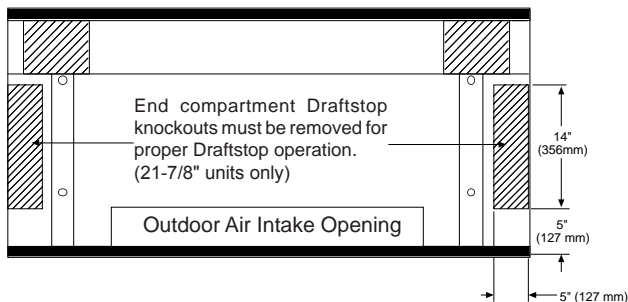 End compartment Draftstop
knockouts must be removed for
proper Draftstop operation.
(21-7/8" units only)
14"
(356mm)
Outdoor Air Intake Opening
5"
(127 mm)
5" (127 mm)